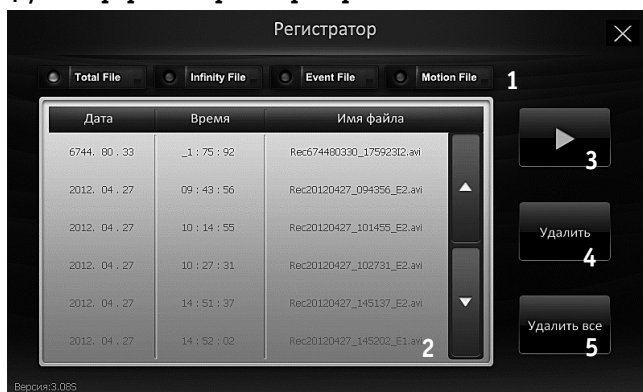 Регистратор
Total File Infinity File Event File Motion File 1
Дата Время Имя файла
6744. 80 . 33 _1 : 75 : 92 Rec674480330_175923I2.avi
3
2012. 04 . 27 09 : 43 : 56 Rec20120427_094356_E2.avi
2012. 04 . 27 10 : 14 : 55 Rec20120427_101455_E2.avi
Удалить
4
2012. 04 . 27 10 : 27 : 31 Rec20120427_102731_E2.avi
2012. 04 . 27 14 : 51 : 37 Rec20120427_145137_E2.avi
Удалить все
5
2012. 04 . 27 14 : 52 : 02 Rec20120427_145202_E1.avi
2
Версия:3.08S